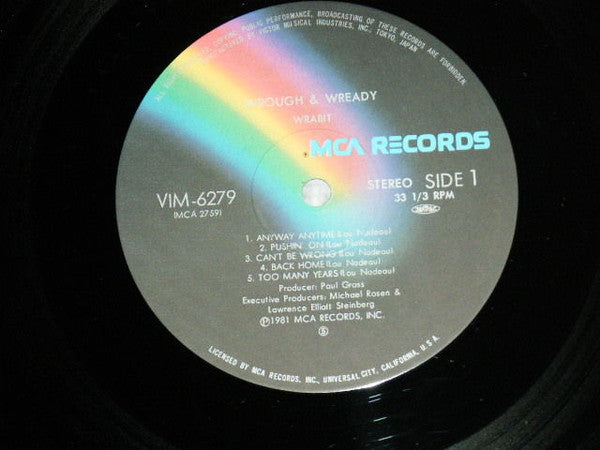 ALL RIGHTS
COPYING, PUBLIC PERFORMANCE, BROADCASTING OF THESE RECORDS ARE FORBIDDEN.
MANUFACTURED BY VICTOR MUSICAL INDUSTRIES, INC., TOKYO, JAPAN
WROUGH & WREADY
WRABIT
MCA RECORDS
VIM-6279
(MCA 2759)
STEREO SIDE 1
33 1/3 RPM
1. ANYWAY ANYTIME (Lou Nadeau)
2. PUSHIN' ON (Lou Nadeau)
3. CAN'T BE WRONG (Lou Nadeau)
4. BACK HOME (Lou Nadeau)
5. TOO MANY YEARS (Lou Nadeau)
Producer: Paul Gross
Executive Producers: Michael Rosen &
Lawrence Elliott Steinberg
Ⓟ1981 MCA RECORDS, INC.
Ⓢ
LICENSED BY MCA RECORDS, INC., UNIVERSAL CITY, CALIFORNIA, U.S.A.